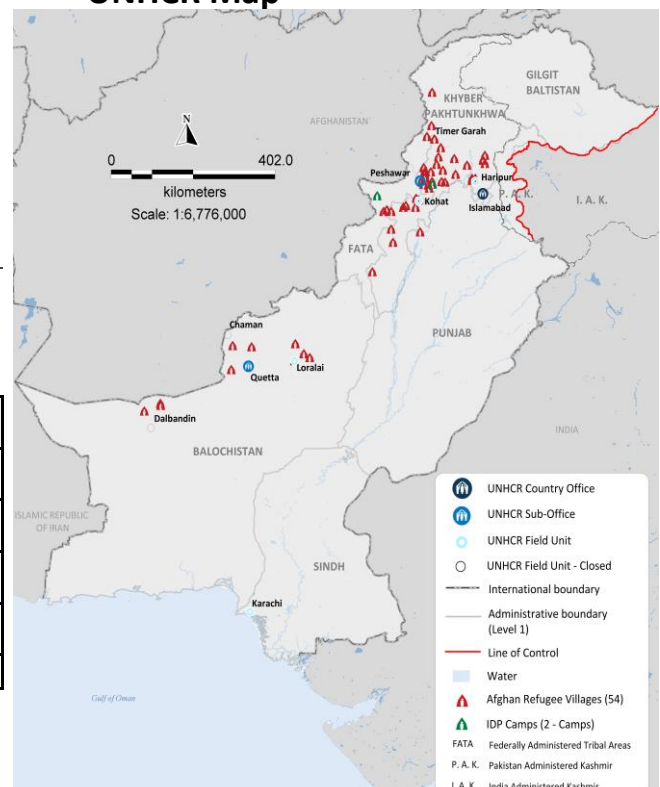 UNHCR Map
GILGIT
BALTISTAN
KHYBER
PAKHTUNKHWA
AFGHANISTAN
Timer Garah
N
0 402.0
kilometers
Scale: 1:6,776,000
Peshawar
Haripur
P. A. K.
I. A. K.
Kohat
Islamabad
FATA
PUNJAB
Chaman
Quetta
Loralai
Dalbandin
BALOCHISTAN
INDIA
ISLAMIC REPUBLIC
OF IRAN
SINDH
Karachi
Gulf of Oman
UNHCR Country Office
UNHCR Sub-Office
UNHCR Field Unit
UNHCR Field Unit - Closed
International boundary
Administrative boundary
(Level 1)
Line of Control
Water
Afghan Refugee Villages (54)
IDP Camps (2 - Camps)
FATA Federally Administered Tribal Areas
P. A. K. Pakistan Administered Kashmir
I. A. K. India Administered Kashmir